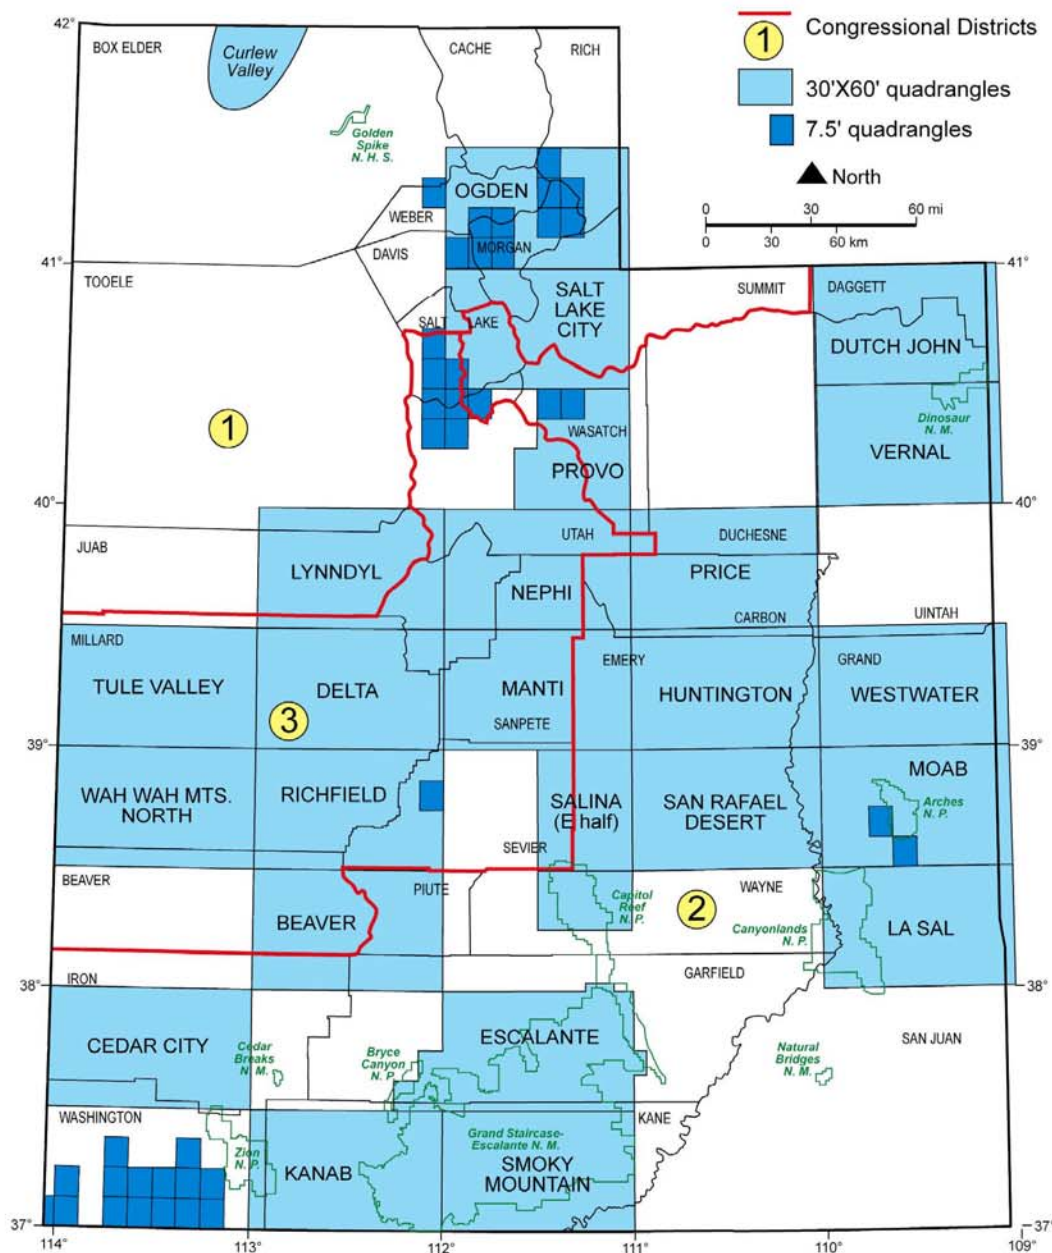 42°
BOX ELDER
Curlew
Valley
CACHE
RICH
1
Congressional Districts
30'X60' quadrangles
7.5' quadrangles
North
0
30
60 mi
0
30
60 km
Golden
Spike
N. H. S.
OGDEN
WEBER
MORGAN
DAVIS
41°
41°
TOOELE
SALT
LAKE
CITY
SUMMIT
DAGGETT
SALT
LAKE
DUTCH JOHN
1
Dinosaur
N. M.
WASATCH
VERNAL
PROVO
40°
40°
JUAB
UTAH
DUCHESNE
LYNNDYL
NEPHI
PRICE
CARBON
UINTAH
MILLARD
EMERY
GRAND
TULE VALLEY
DELTA
MANTI
HUNTINGTON
WESTWATER
3
SANPETE
39°
39°
MOAB
WAH WAH MTS.
NORTH
RICHFIELD
SALINA
(E half)
SAN RAFAEL
DESERT
Arches
N. P.
SEVIER
BEAVER
PIUTE
WAYNE
Capitol
Reef
N. P.
2
BEAVER
Canyonlands
N. P.
LA SAL
IRON
GARFIELD
38°
38°
CEDAR CITY
Cedar
Breaks
N. M.
Bryce
Canyon
N. P.
ESCALANTE
Natural
Bridges
N. M.
SAN JUAN
WASHINGTON
KANE
Zion
N. P.
Grand Staircase-
Escalante N. M.
KANAB
SMOKY
MOUNTAIN
37°
37°
114°
113°
112°
111°
110°
109°